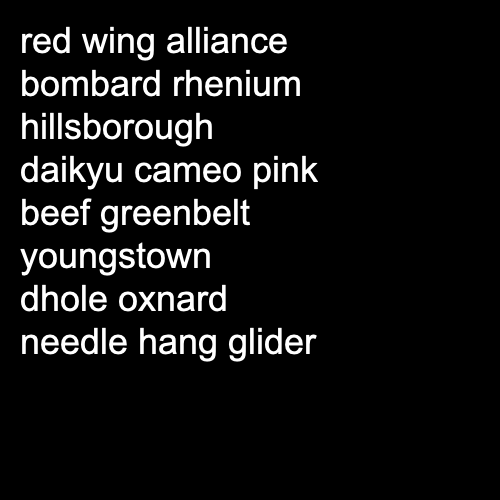 red wing alliance
bombard rhenium
hillsborough
daikyu cameo pink
beef greenbelt
youngstown
dhole oxnard
needle hang glider